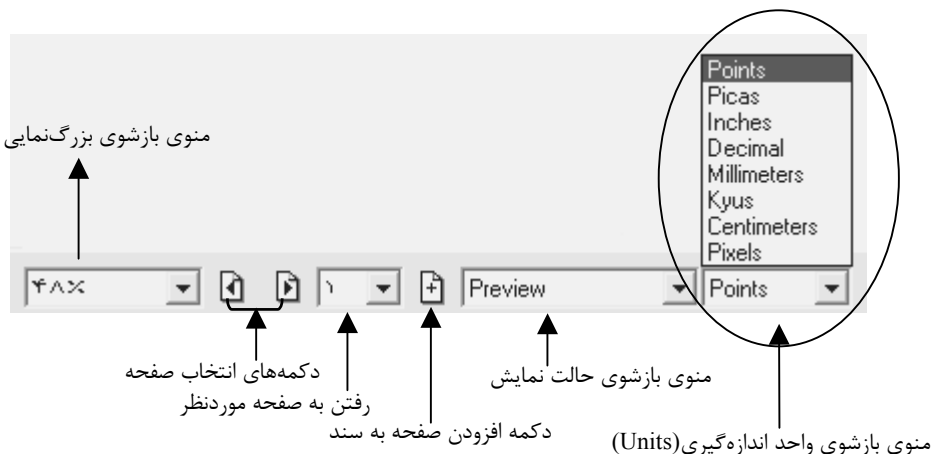 Points
Picas
Inches
Decimal
Millimeters
Kyus
Centimeters
Pixels
منوی بازشوی بزرگ‌نمایی
۴۸× ۱ Preview Points
دکمه‌های انتخاب صفحه
منوی بازشوی حالت نمایش
رفتن به صفحه موردنظر
دکمه افزودن صفحه به سند
منوی بازشوی واحد اندازه‌گیری(Units)